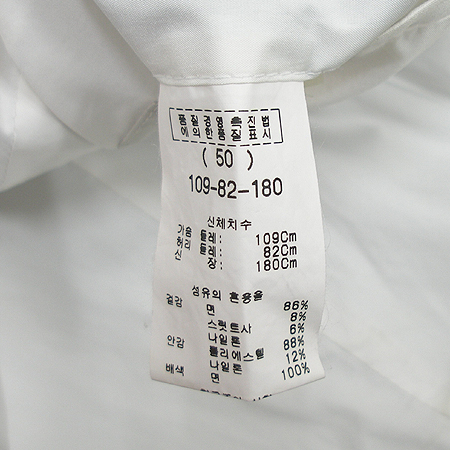 품질경영촉진법
에의한품질표시
( 50 )
109-82-180
신체치수
가슴둘레: 109Cm
허리둘레: 82Cm
신장: 180Cm
섬유의 혼용율
겉감 면 86%
스팻트사 8%
나일론 6%
안감 폴리에스텔 88%
나일론 12%
배색 면 100%